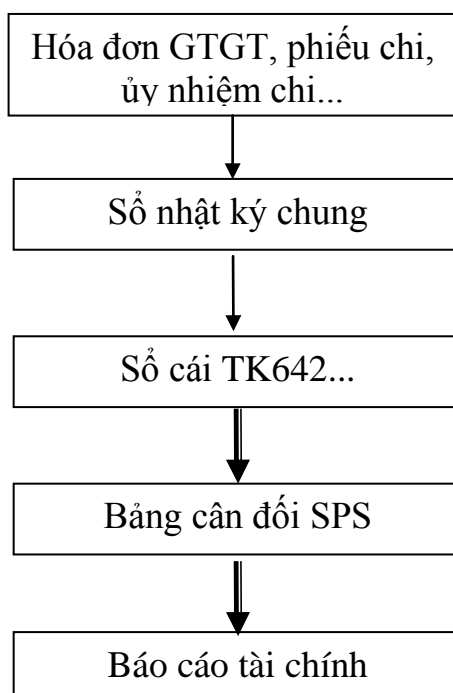 Hóa đơn GTGT, phiếu chi,
ủy nhiệm chi...
Sổ nhật ký chung
Sổ cái TK642...
Bảng cân đối SPS
Báo cáo tài chính